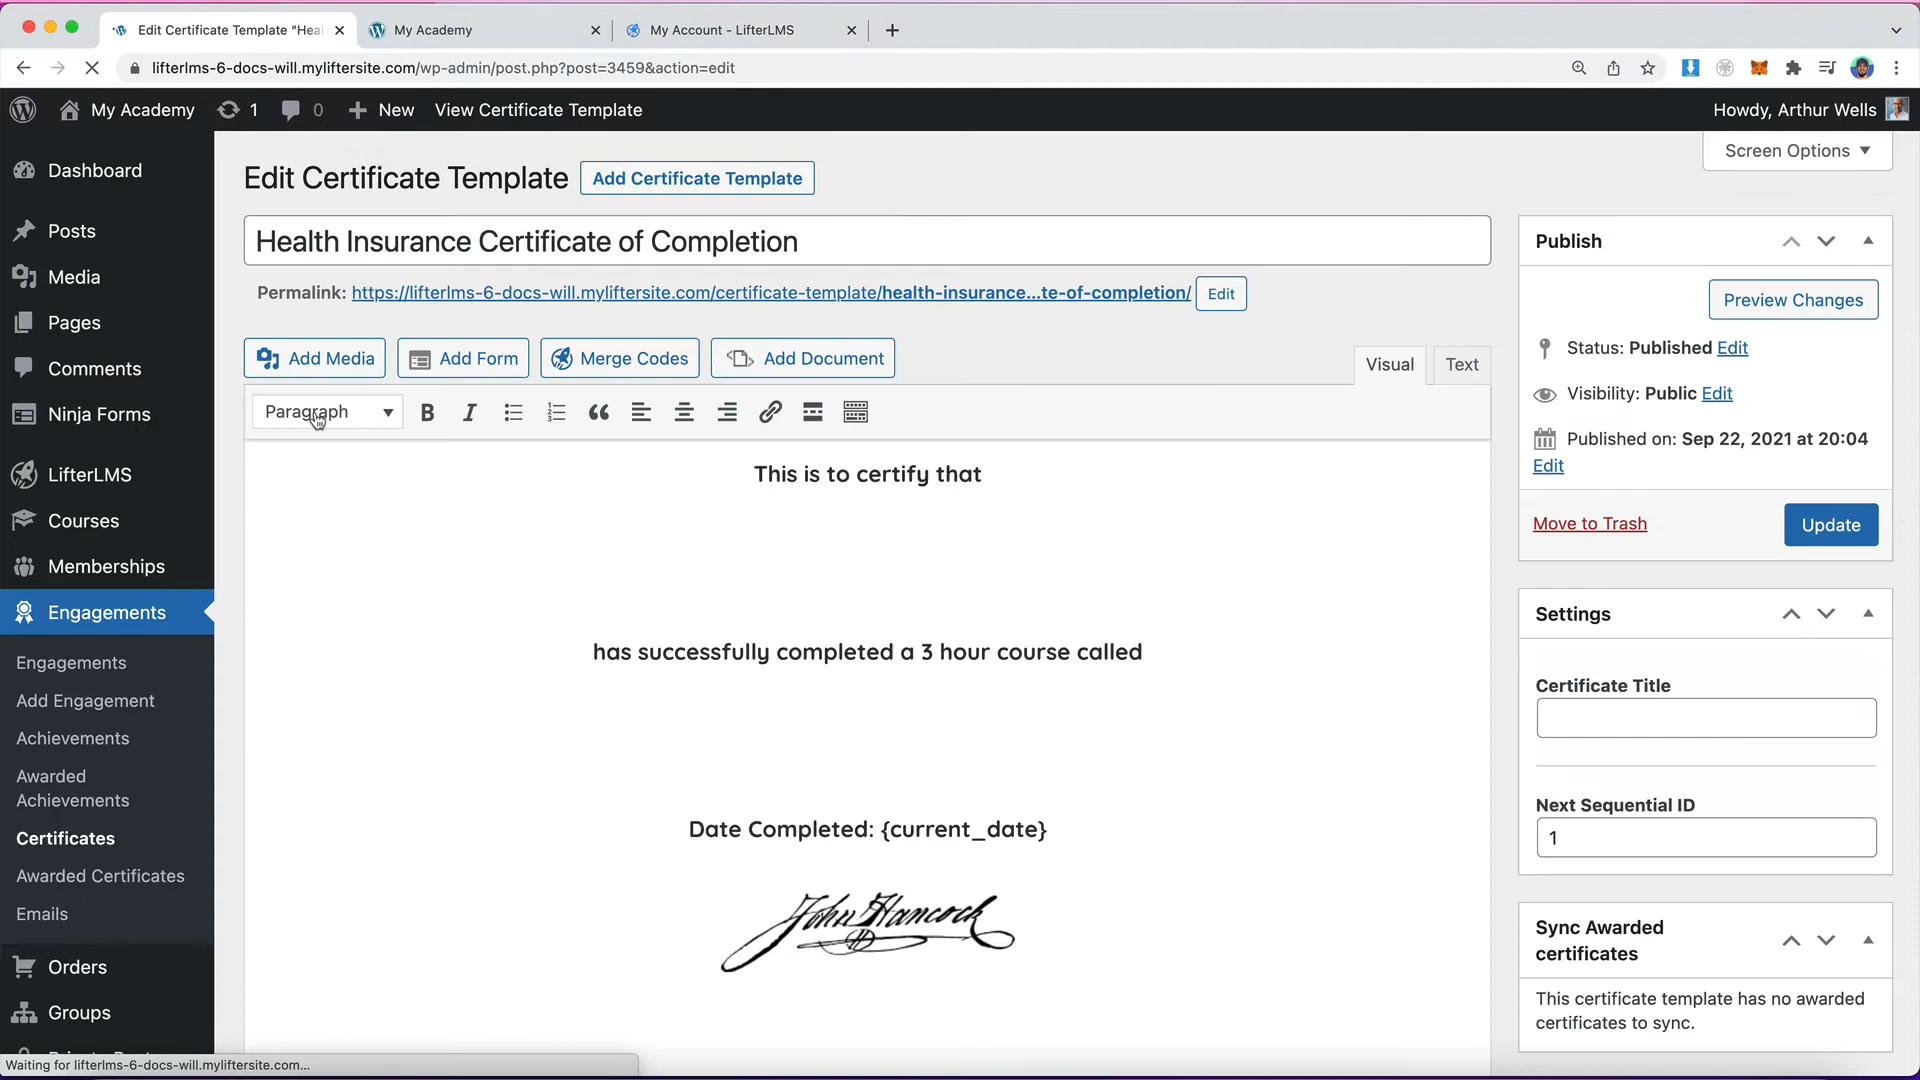 Edit Certificate Template "Heal
My Academy
My Account - LifterLMS
lifterlms-6-docs-will.myliftersite.com/wp-admin/post.php?post=3459&action=edit
My Academy
1
0
New
View Certificate Template
Howdy, Arthur Wells
Screen Options
Dashboard
Posts
Media
Pages
Comments
Ninja Forms
LifterLMS
Courses
Memberships
Engagements
Engagements
Add Engagement
Achievements
Awarded
Achievements
Certificates
Awarded Certificates
Emails
Orders
Groups
Edit Certificate Template
Add Certificate Template
Health Insurance Certificate of Completion
Permalink: https://lifterlms-6-docs-will.myliftersite.com/certificate-template/health-insurance...te-of-completion/ Edit
Add Media
Add Form
Merge Codes
Add Document
Visual
Text
Paragraph
B I
This is to certify that
has successfully completed a 3 hour course called
Date Completed: {current_date}
John Hancock
Publish
Preview Changes
Status: Published Edit
Visibility: Public Edit
Published on: Sep 22, 2021 at 20:04
Edit
Move to Trash
Update
Settings
Certificate Title
Next Sequential ID
1
Sync Awarded
certificates
This certificate template has no awarded
certificates to sync.
Waiting for lifterlms-6-docs-will.myliftersite.com...